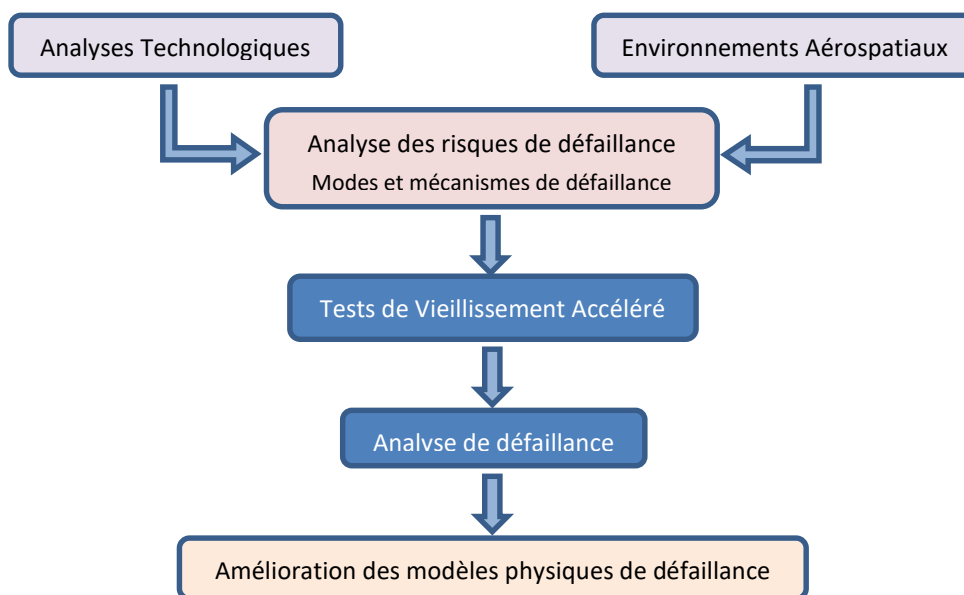 Analyses Technologiques
Environnements Aérospatiaux
Analyse des risques de défaillance
Modes et mécanismes de défaillance
Tests de Vieillissement Accéléré
Analyse de défaillance
Amélioration des modèles physiques de défaillance